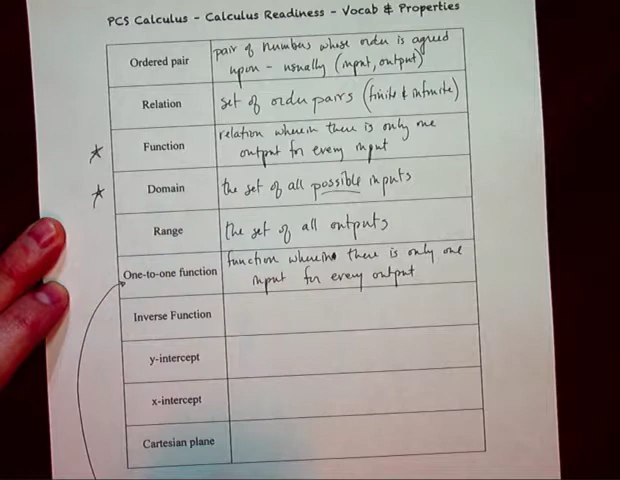 PCS Calculus - Calculus Readiness - Vocab & Properties
Ordered pair
pair of numbers whose order is agreed
upon - usually (input, output)
Relation
set of order pairs (finite & infinite)
Function
relation wherein there is only one
output for every input
Domain
the set of all possible inputs
Range
the set of all outputs
One-to-one function
function wherein there is only one
input for every output
Inverse Function
y-intercept
x-intercept
Cartesian plane